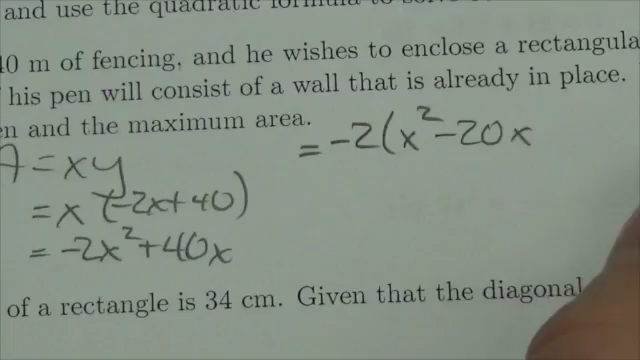 and use the quadratic formula to
40 m of fencing, and he wishes to enclose a rectangula
his pen will consist of a wall that is already in place.
en and the maximum area.
= -2(x² - 20x
A = xy
= x (-2x + 40)
= -2x² + 40x
of a rectangle is 34 cm. Given that the diagonal